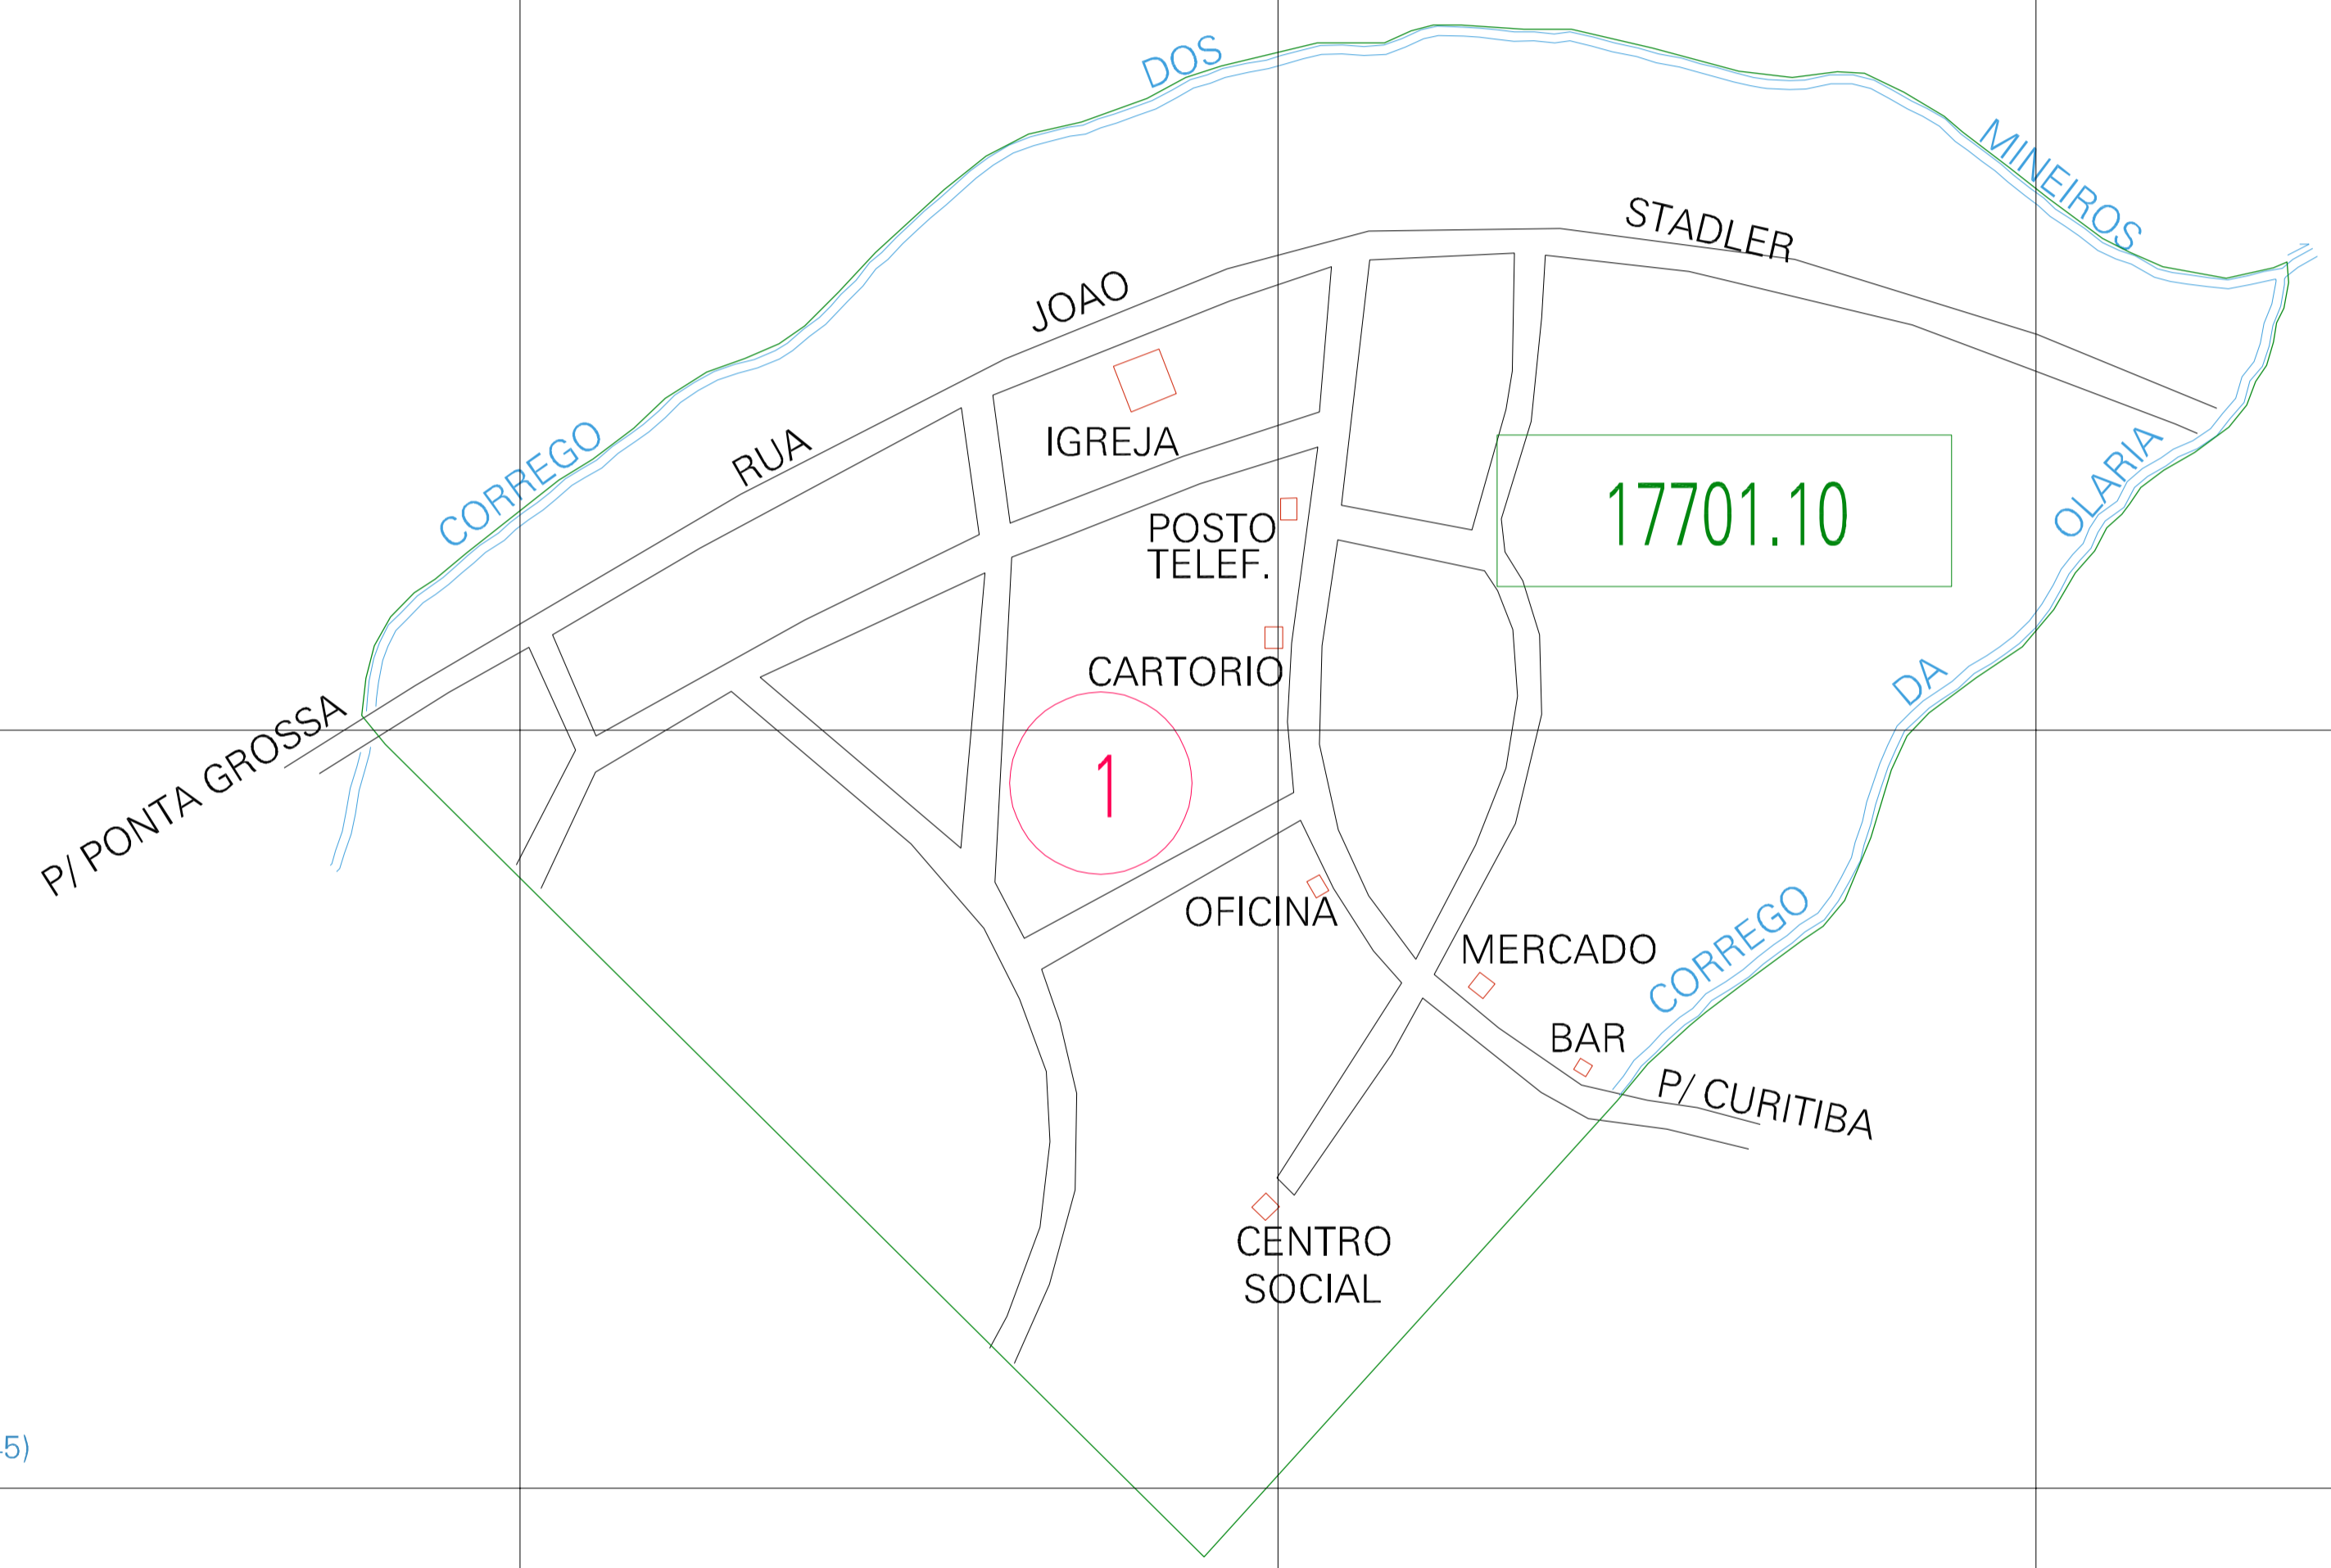 CORREGO DOS MINEIROS
RUA JOAO STADLER
IGREJA
17701.10
POSTO
TELEF.
CORREGO DA OLARIA
CARTORIO
P/ PONTA GROSSA
1
OFICINA
MERCADO
BAR
P/ CURITIBA
CENTRO
SOCIAL
5)